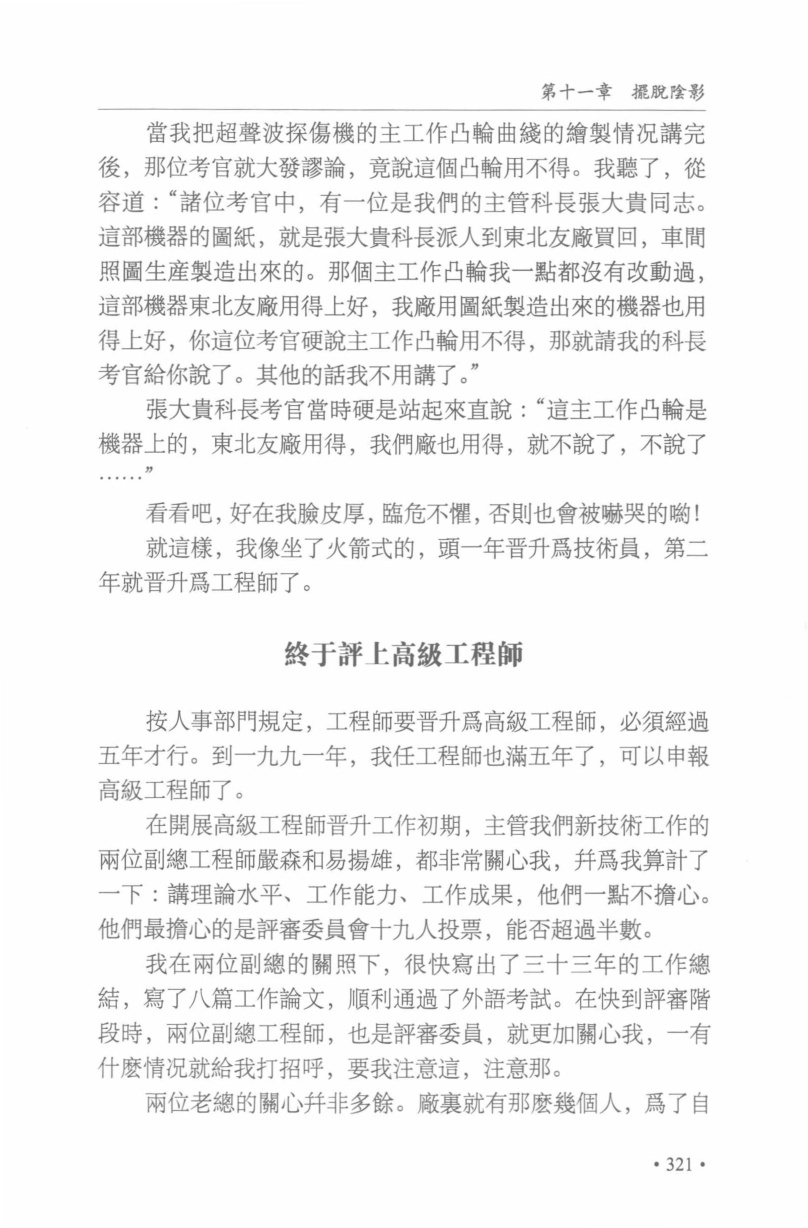 第十一章　擺脫陰影
當我把超聲波探傷機的主工作凸輪曲綫的繪製情况講完
後，那位考官就大發謬論，竟說這個凸輪用不得。我聽了，從
容道：“諸位考官中，有一位是我們的主管科長張大貴同志。
這部機器的圖紙，就是張大貴科長派人到東北友廠買回，車間
照圖生産製造出來的。那個主工作凸輪我一點都沒有改動過，
這部機器東北友廠用得上好，我廠用圖紙製造出來的機器也用
得上好，你這位考官硬說主工作凸輪用不得，那就請我的科長
考官給你說了。其他的話我不用講了。”
張大貴科長考官當時硬是站起來直說：“這主工作凸輪是
機器上的，東北友廠用得，我們廠也用得，就不說了，不說了
……”
看看吧，好在我臉皮厚，臨危不懼，否則也會被嚇哭的喲！
就這樣，我像坐了火箭式的，頭一年晋升爲技術員，第二
年就晋升爲工程師了。
終于評上高級工程師
按人事部門規定，工程師要晋升爲高級工程師，必須經過
五年才行。到一九九一年，我任工程師也滿五年了，可以申報
高級工程師了。
在開展高級工程師晋升工作初期，主管我們新技術工作的
兩位副總工程師嚴森和易揚雄，都非常關心我，幷爲我算計了
一下：講理論水平、工作能力、工作成果，他們一點不擔心。
他們最擔心的是評審委員會十九人投票，能否超過半數。
我在兩位副總的關照下，很快寫出了三十三年的工作總
結，寫了八篇工作論文，順利通過了外語考試。在快到評審階
段時，兩位副總工程師，也是評審委員，就更加關心我，一有
什麽情况就給我打招呼，要我注意這，注意那。
兩位老總的關心幷非多餘。廠裏就有那麽幾個人，爲了自
·321·